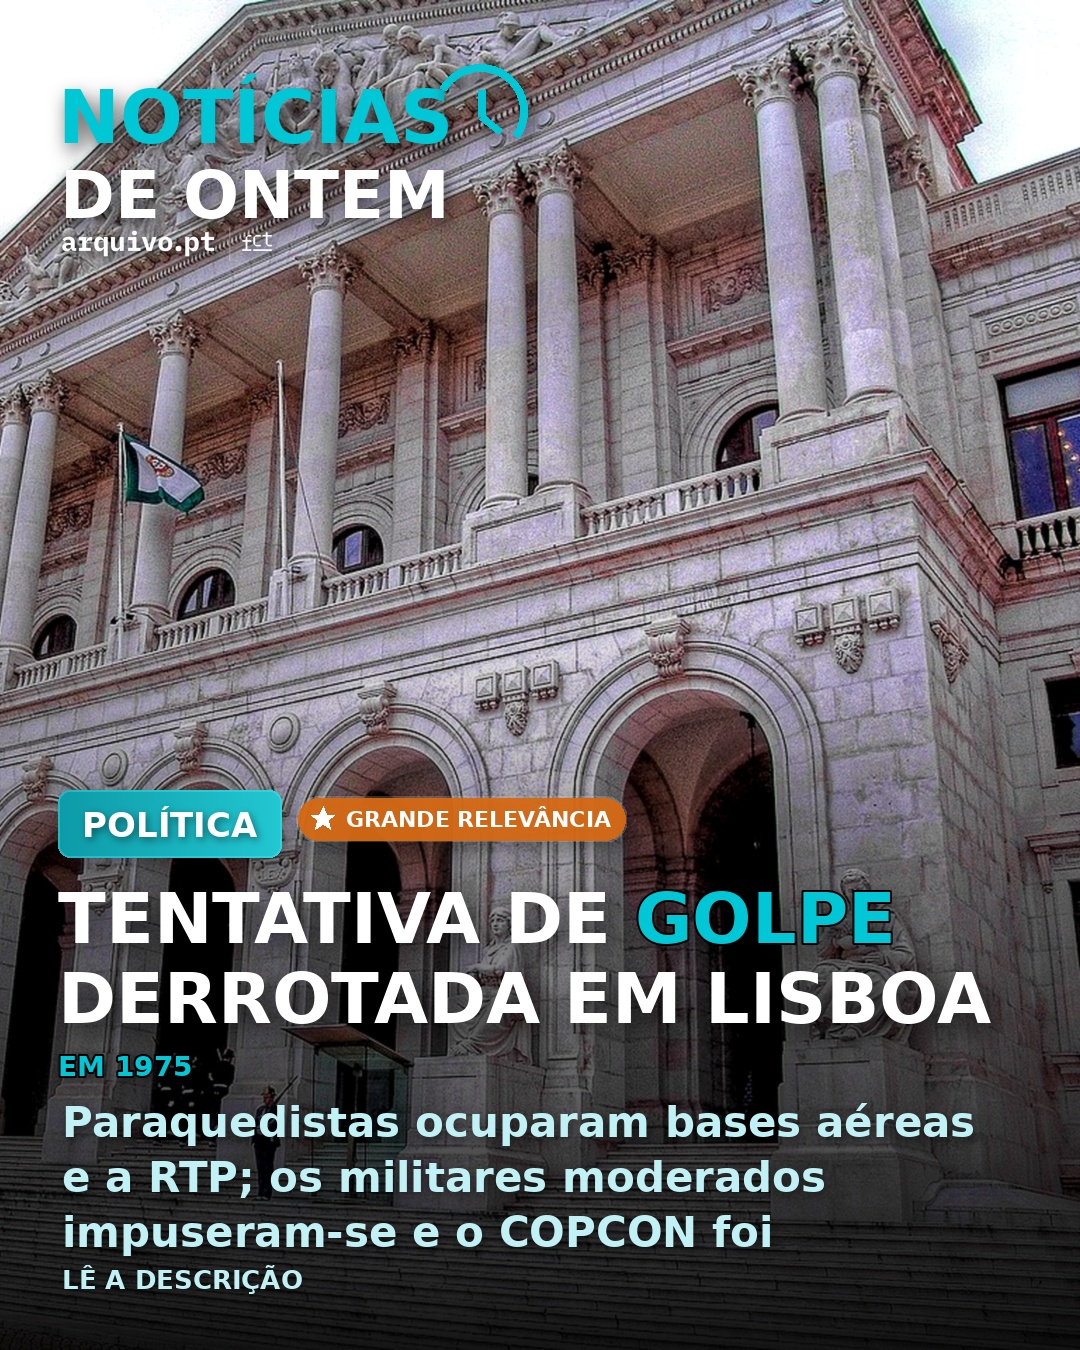 NOTÍCIAS
DE ONTEM
arquivo.pt fct
POLÍTICA
GRANDE RELEVÂNCIA
TENTATIVA DE GOLPE
DERROTADA EM LISBOA
EM 1975
Paraquedistas ocuparam bases aéreas
e a RTP; os militares moderados
impuseram-se e o COPCON foi
LÊ A DESCRIÇÃO